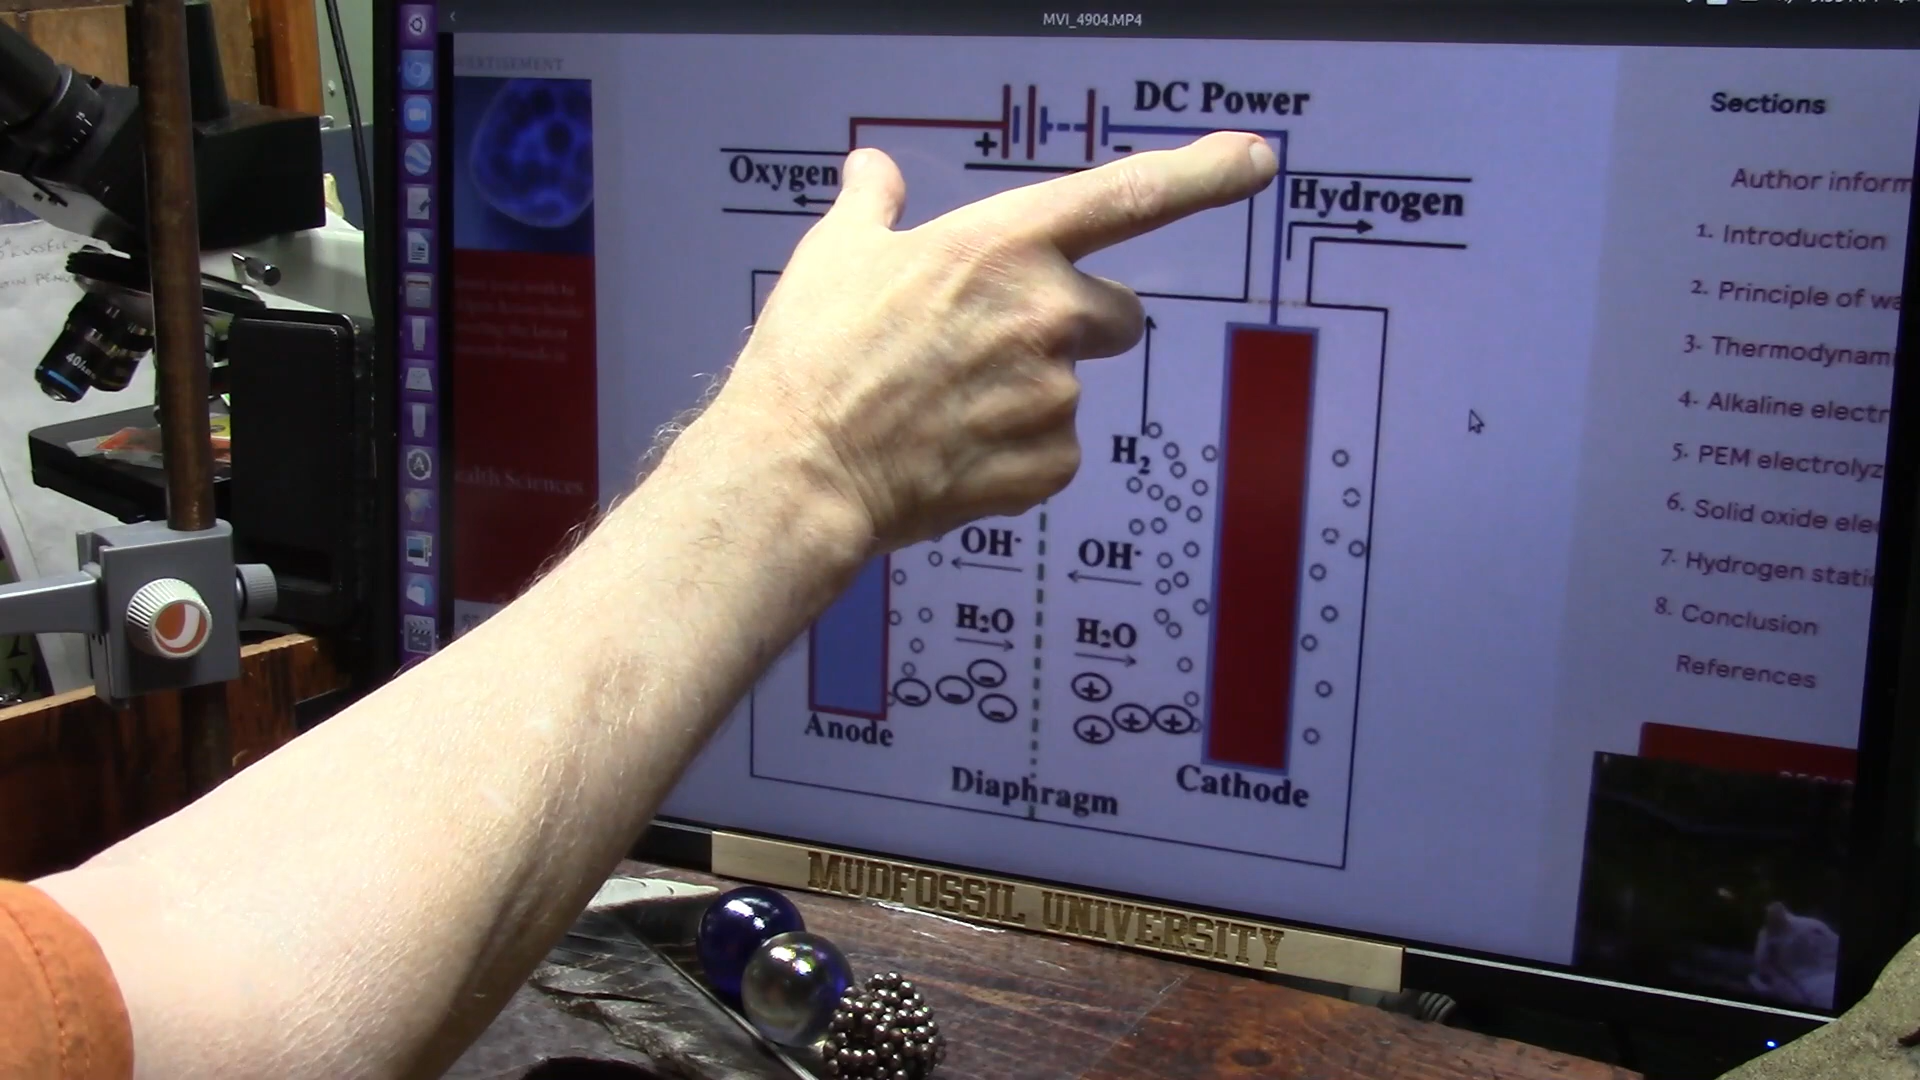 MVI_4904.MP4
DC Power
+
-
Oxygen
Hydrogen
H2
OH-
OH-
H2O
H2O
Anode
Cathode
Diaphragm
Sections
Author inform
1. Introduction
2. Principle of wa
3. Thermodynam
4. Alkaline electr
5. PEM electrolyz
6. Solid oxide ele
7. Hydrogen stati
8. Conclusion
References
ealth Sciences
MUDFOSSIL UNIVERSITY